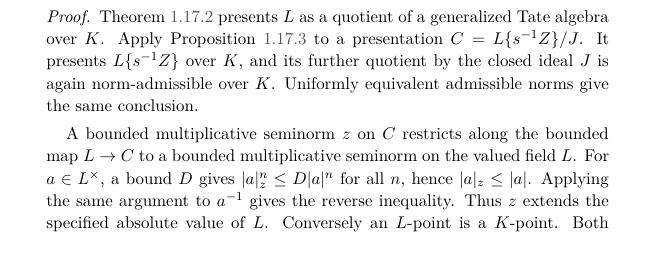 Proof. Theorem 1.17.2 presents L as a quotient of a generalized Tate algebra
over K. Apply Proposition 1.17.3 to a presentation C = L{s⁻¹Z}/J. It
presents L{s⁻¹Z} over K, and its further quotient by the closed ideal J is
again norm-admissible over K. Uniformly equivalent admissible norms give
the same conclusion.
A bounded multiplicative seminorm z on C restricts along the bounded
map L → C to a bounded multiplicative seminorm on the valued field L. For
a ∈ L×, a bound D gives |a|ₙᶻ ≤ D|a|ⁿ for all n, hence |a|z ≤ |a|. Applying
the same argument to a⁻¹ gives the reverse inequality. Thus z extends the
specified absolute value of L. Conversely an L-point is a K-point. Both